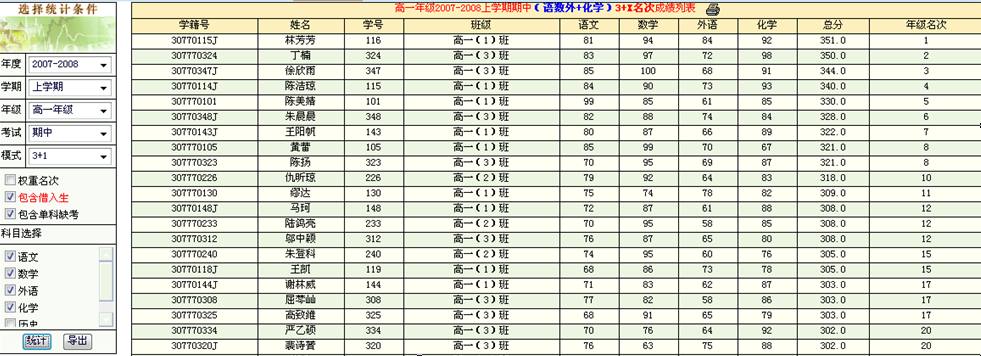 选择统计条件
年度 2007-2008
学期 上学期
年级 高一年级
考试 期中
模式 3+1
权重名次
包含借入生
包含单科缺考
科目选择
语文
数学
外语
化学
历史
统计 导出
高一年级2007-2008上学期期中(语数外+化学)3+X名次成绩列表
学籍号 姓名 学号 班级 语文 数学 外语 化学 总分 年级名次
30770115J 林芳芳 116 高一(1)班 81 94 84 92 351.0 1
307770324 丁楠 324 高一(3)班 83 97 72 98 350.0 2
30770347J 徐欣雨 347 高一(3)班 85 100 68 91 344.0 3
30770114J 陈洁琼 115 高一(1)班 84 90 73 93 340.0 4
307770101 陈美婧 101 高一(1)班 99 85 61 85 330.0 5
30770348J 朱晨晨 348 高一(3)班 82 88 74 84 328.0 6
30770143J 王阳帆 143 高一(1)班 80 87 66 89 322.0 7
307770105 黄蕾 105 高一(1)班 85 99 70 67 321.0 8
307770323 陈扬 323 高一(3)班 70 95 69 87 321.0 8
307770226 仇昕琼 226 高一(2)班 79 92 64 83 318.0 10
307770130 缪达 130 高一(1)班 75 74 78 82 309.0 11
30770148J 马珂 148 高一(1)班 72 87 61 88 308.0 12
307770233 陆鸽亮 233 高一(2)班 70 95 58 85 308.0 12
307770312 邬中颖 312 高一(3)班 76 87 65 80 308.0 12
307770240 朱登科 240 高一(2)班 74 95 60 76 305.0 15
30770118J 王凯 119 高一(1)班 68 86 73 78 305.0 15
30770144J 谢林威 144 高一(1)班 71 83 62 87 303.0 17
307770308 屈琴 308 高一(3)班 77 82 58 86 303.0 17
307770325 高致维 325 高一(3)班 68 91 65 79 303.0 17
307770334 严乙硕 334 高一(3)班 70 76 64 92 302.0 20
30770320J 裴诗 320 高一(3)班 76 63 75 88 302.0 20